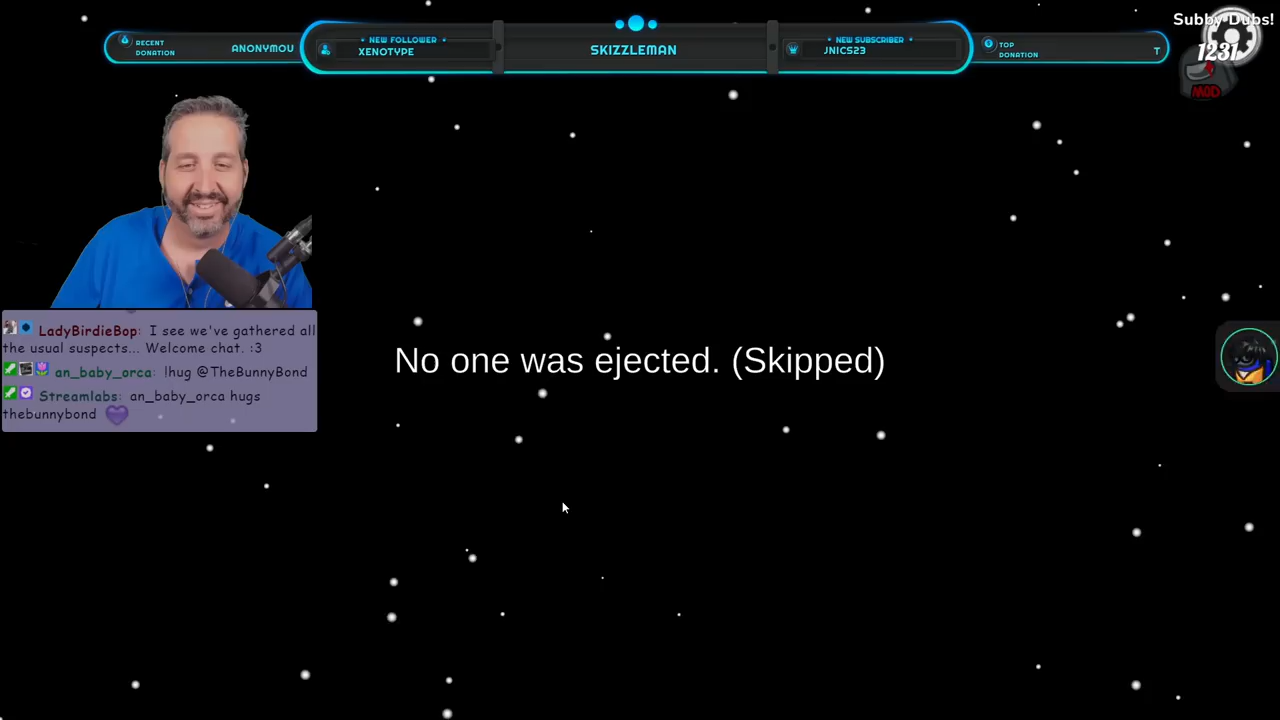 Subby Dubs!
1231
MOD
RECENT
DONATION
ANONYMOU
NEW FOLLOWER
XENOTYPE
SKIZZLEMAN
NEW SUBSCRIBER
JNICS23
TOP
DONATION
T
LadyBirdieBop: I see we've gathered all
the usual suspects... Welcome chat. :3
an_baby_orca: !hug @TheBunnyBond
Streamlabs: an_baby_orca hugs
thebunnybond
No one was ejected. (Skipped)